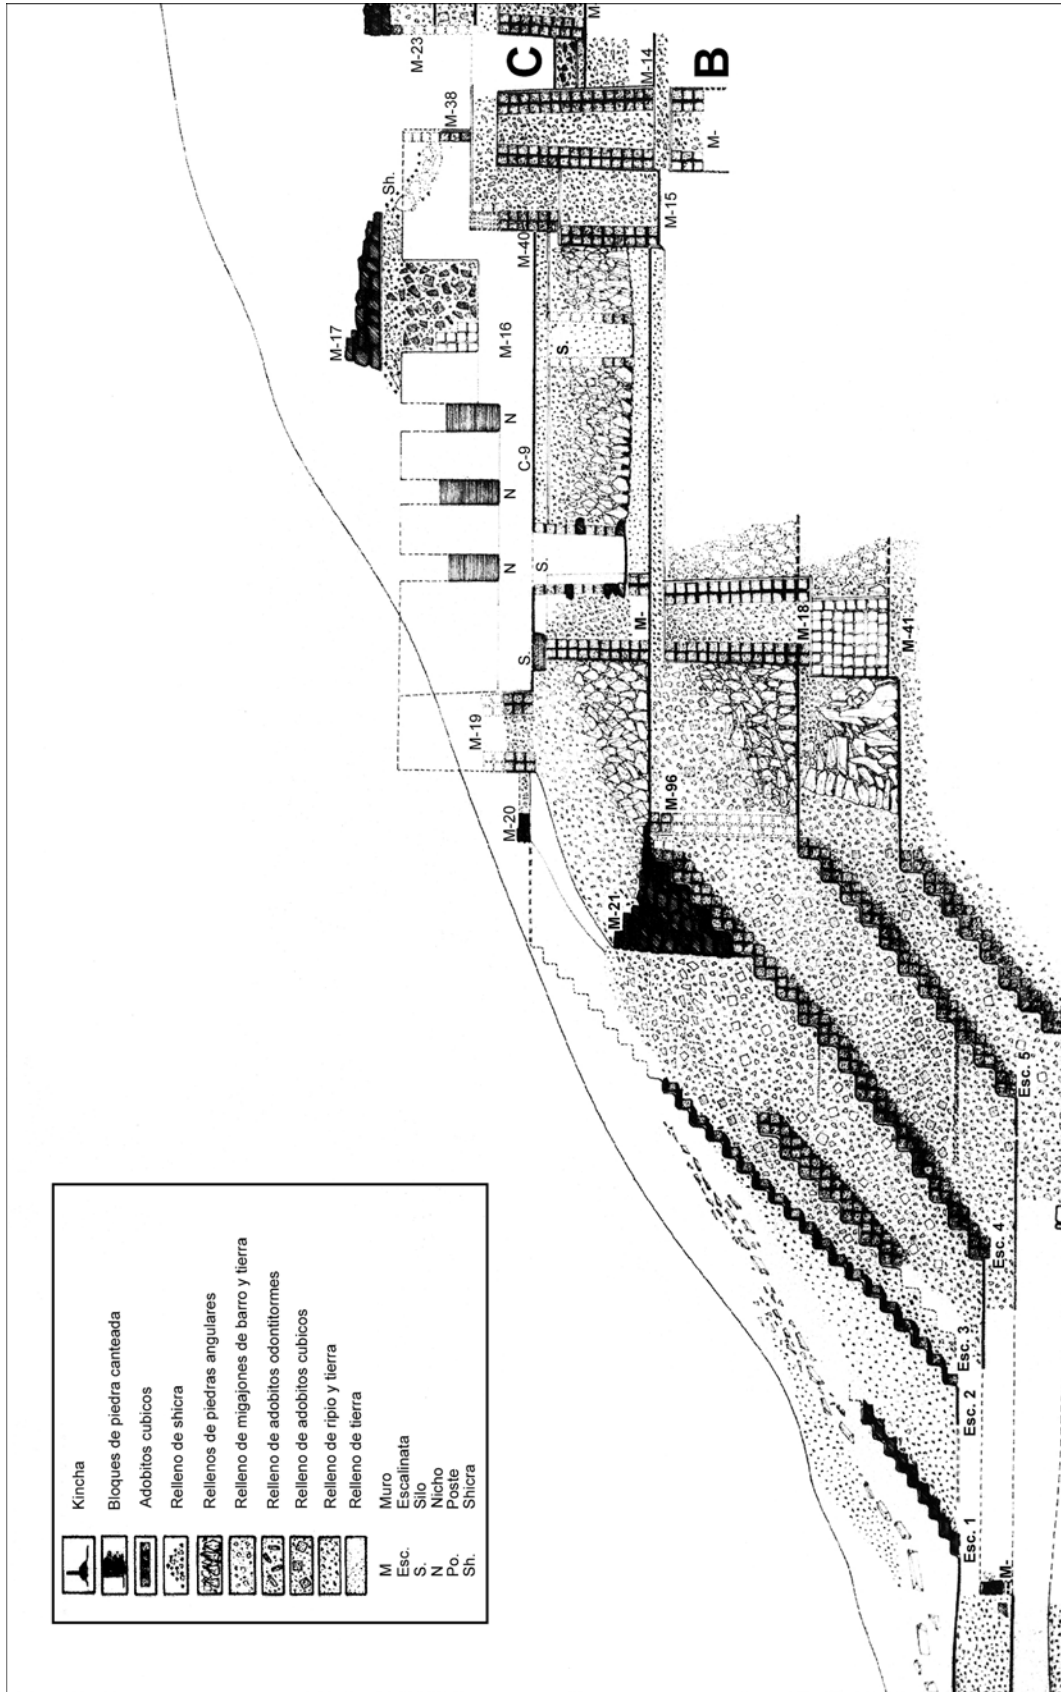 Kincha
Bloques de piedra canteada
Adobitos cubicos
Relleno de shicra
Rellenos de piedras angulares
Relleno de migajones de barro y tierra
Relleno de adobitos odontitormes
Relleno de adobitos cubicos
Relleno de ripio y tierra
Relleno de tierra
M Muro
Esc. Escalinata
S. Silo
N Nicho
Po. Poste
Sh. Shicra
Esc. 1
Esc. 2
Esc. 3
Esc. 4
Esc. 5
M-
M-21
M-20
M-19
M-96
M-18
M-41
M-
S.
S.
S.
N
N
N
C-9
M-16
M-17
Sh.
M-40
M-15
M-38
M-23
M-14
M-
M-
C
B